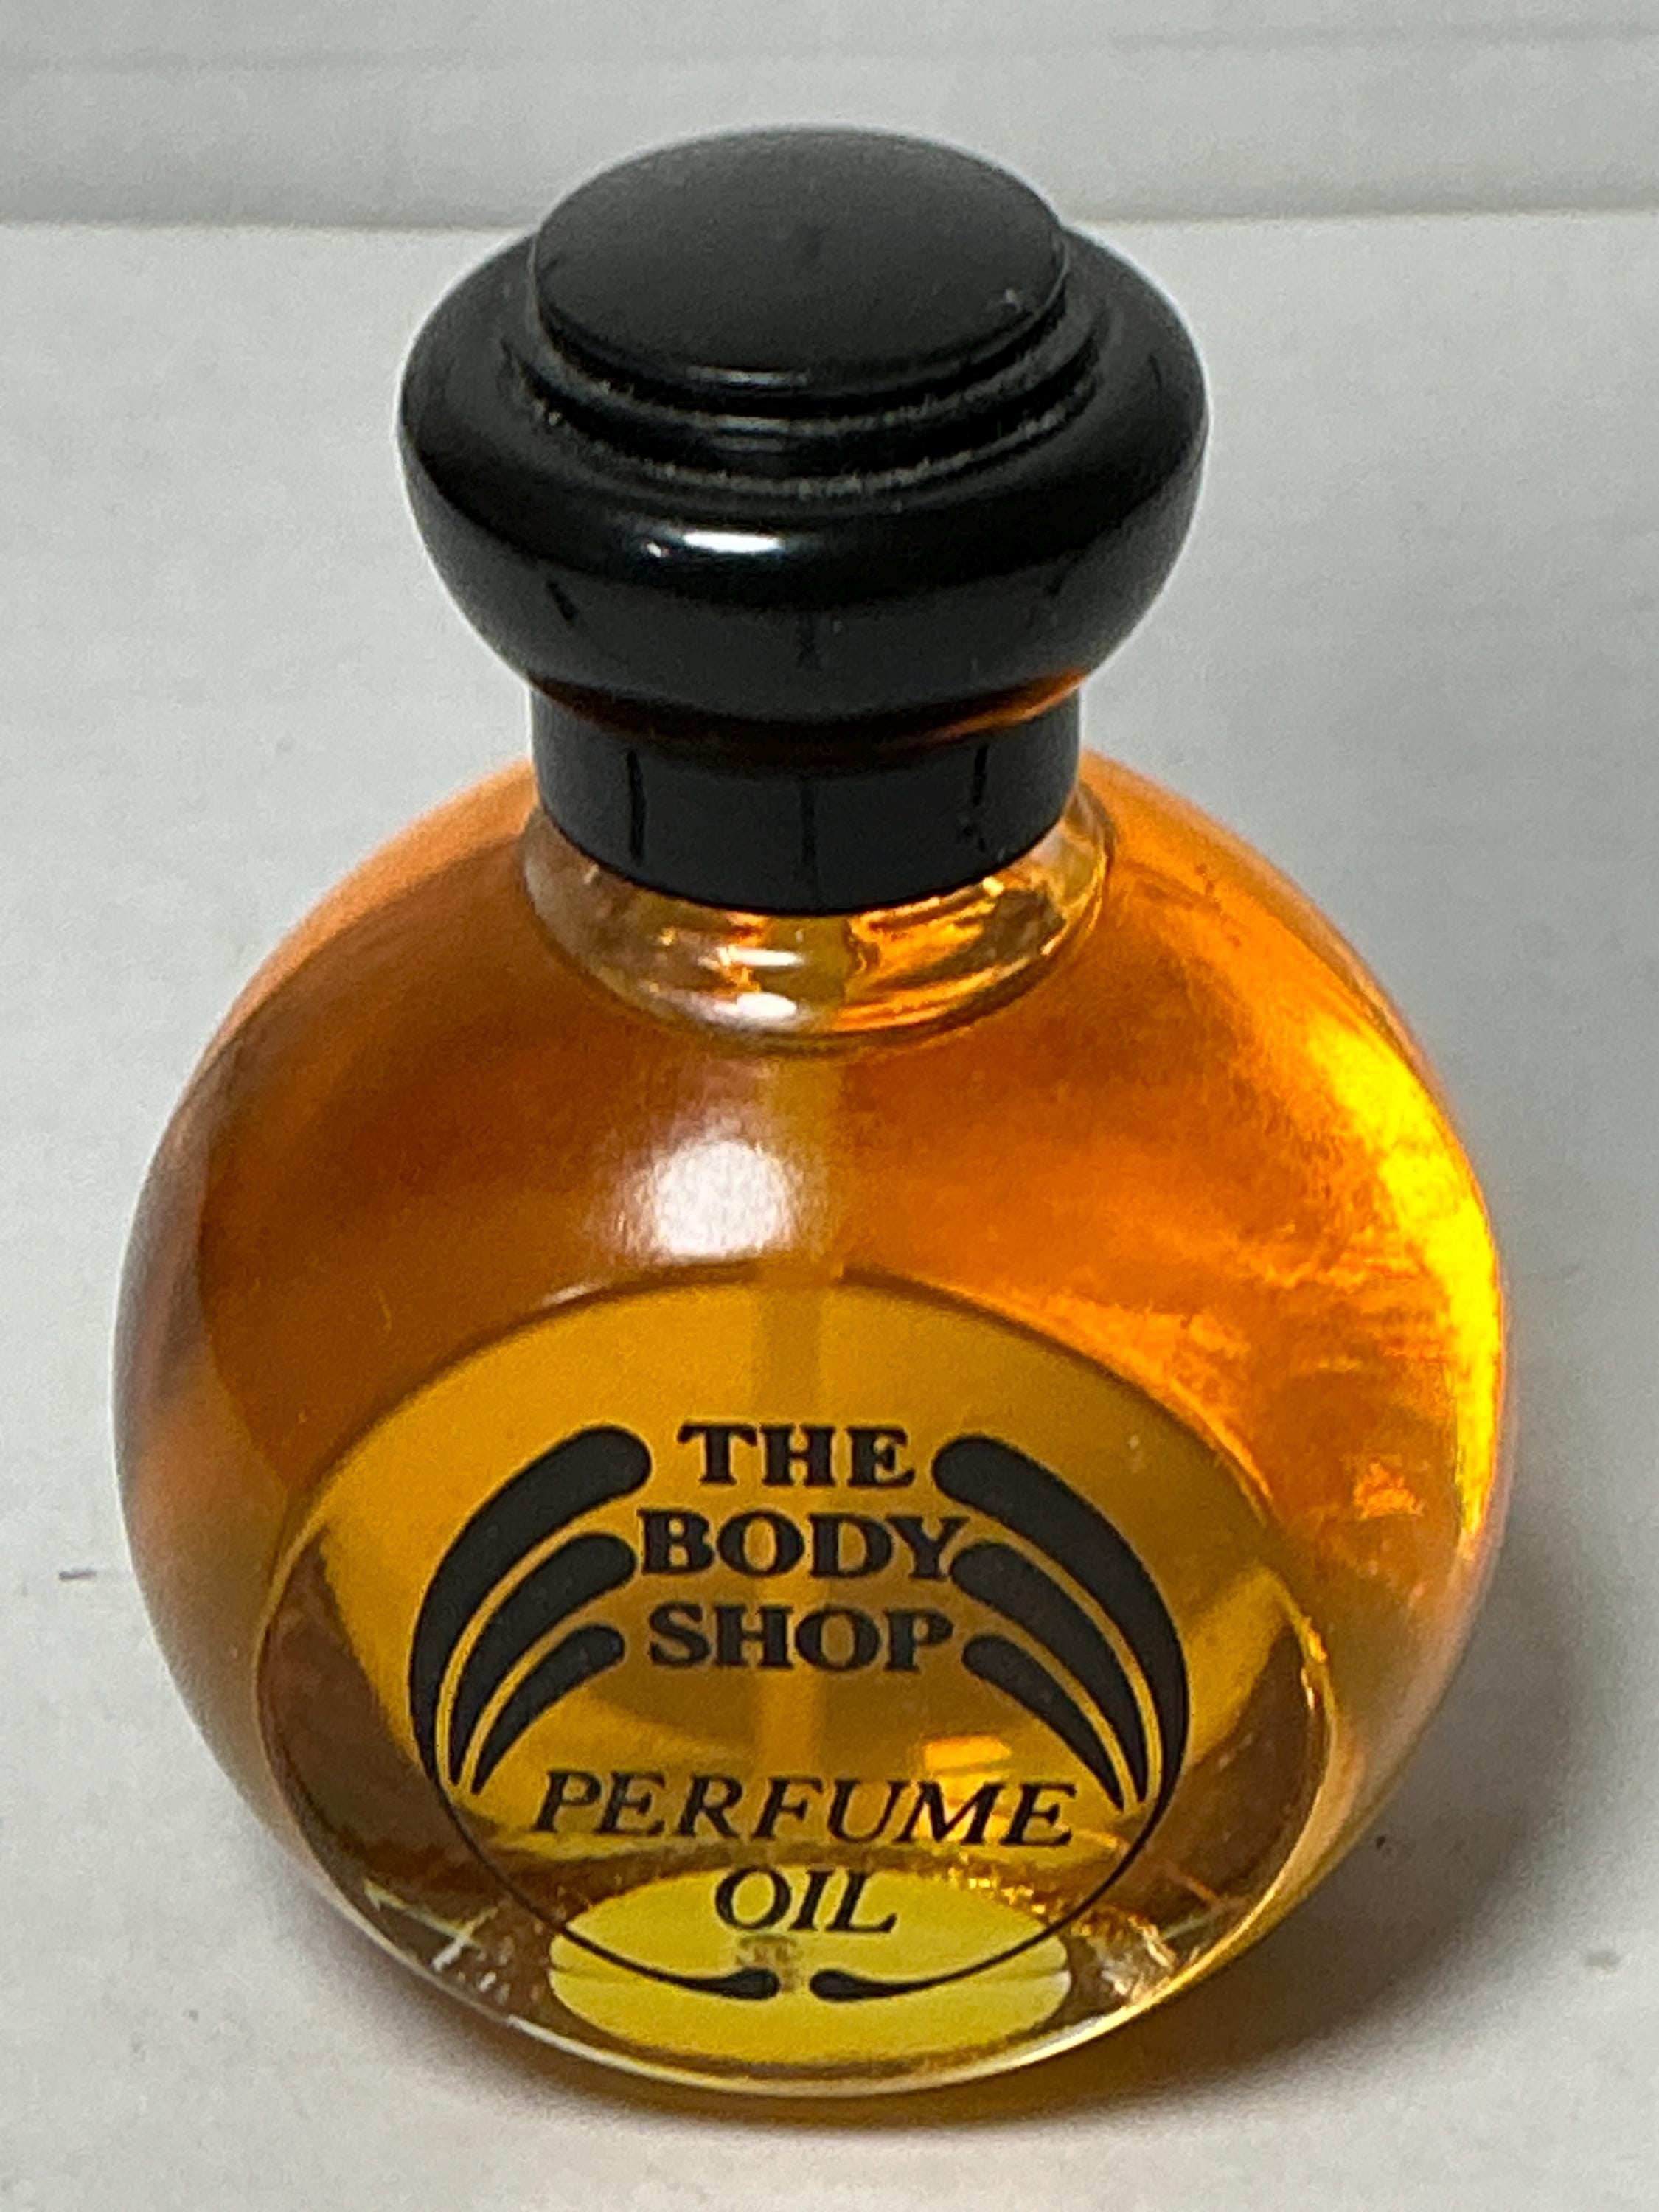 THE
BODY
SHOP
PERFUME
OIL